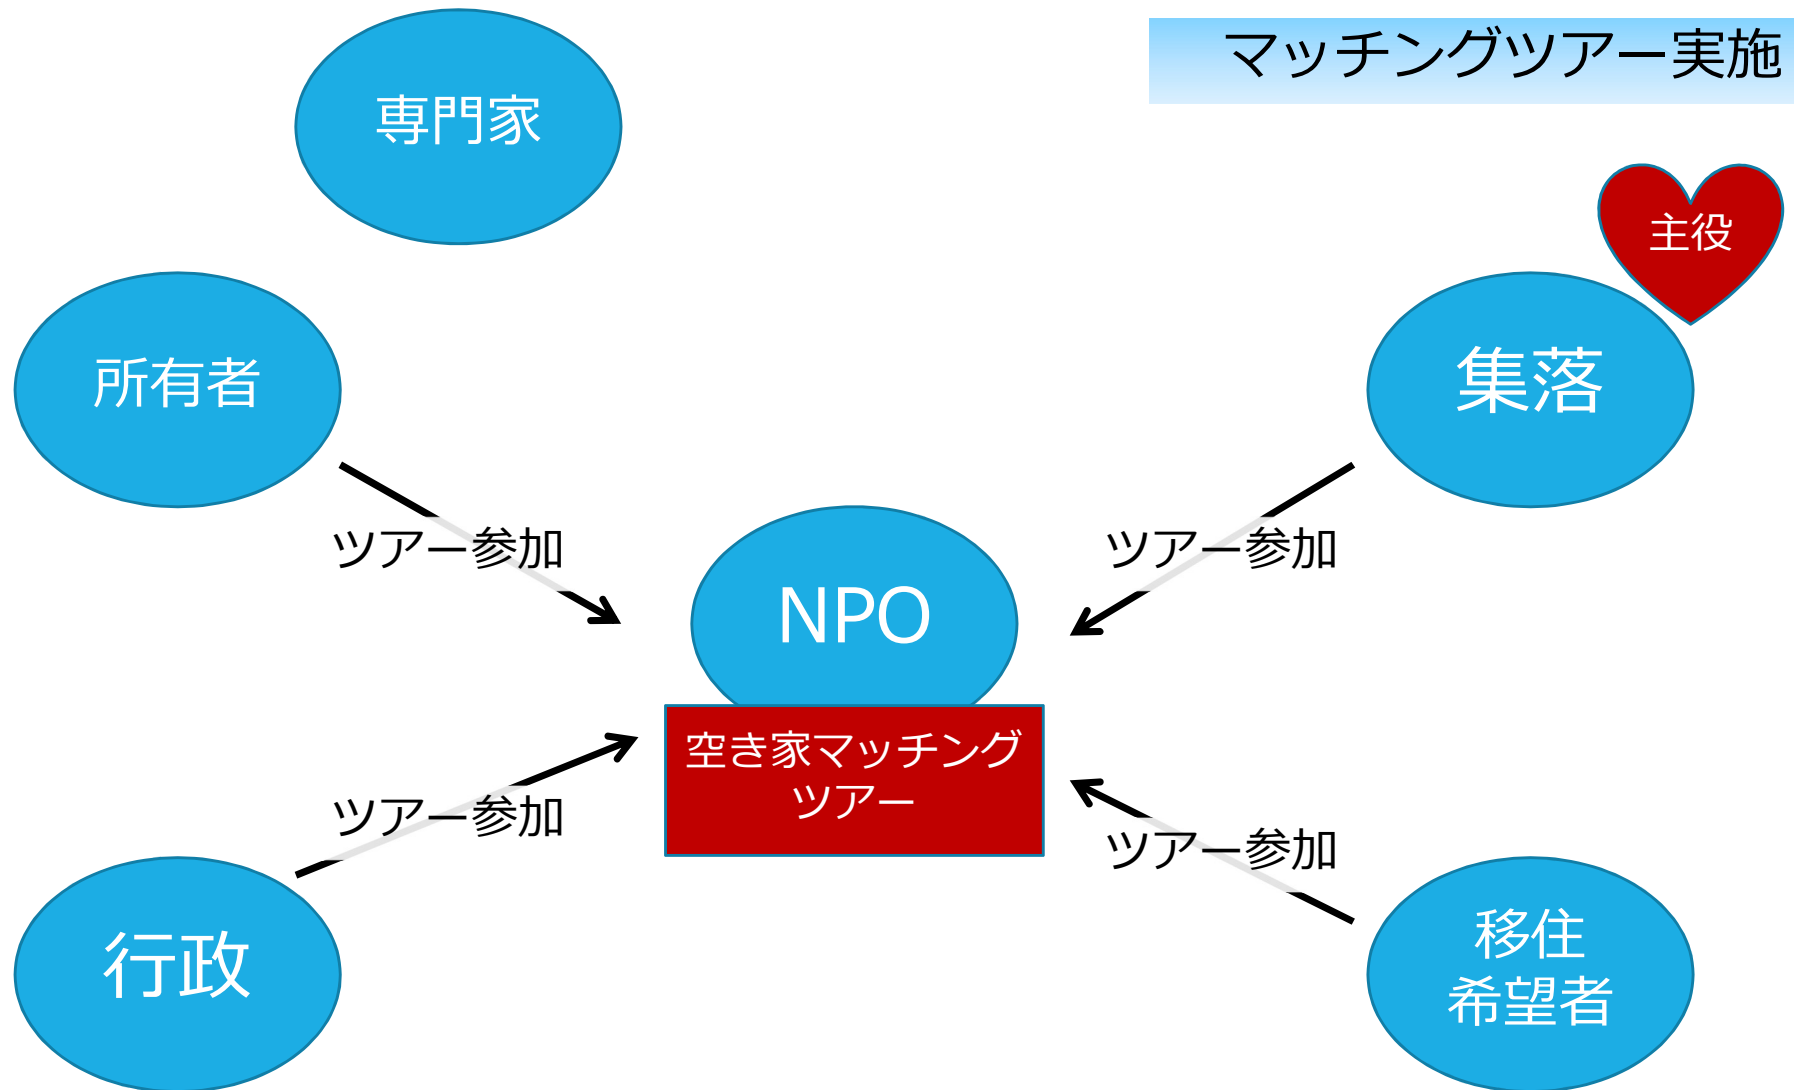 マッチングツアー実施
専門家
主役
所有者
集落
ツアー参加
ツアー参加
NPO
空き家マッチング
ツアー
ツアー参加
ツアー参加
行政
移住
希望者